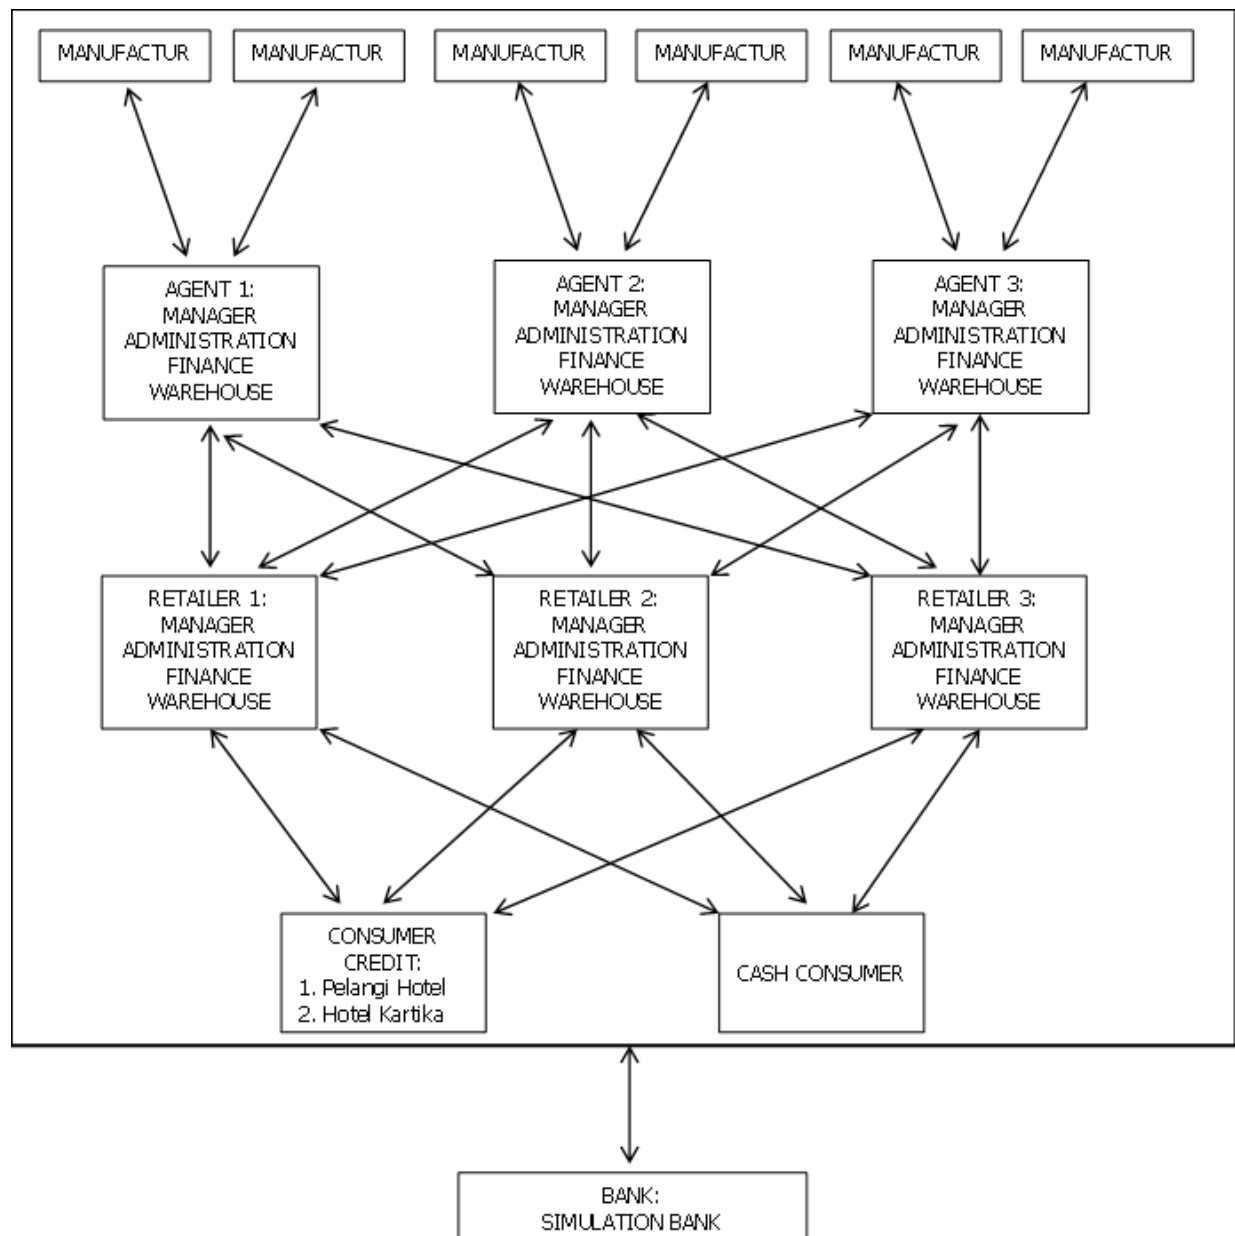 MANUFACTUR
MANUFACTUR
MANUFACTUR
MANUFACTUR
MANUFACTUR
MANUFACTUR
AGENT 1:
MANAGER
ADMINISTRATION
FINANCE
WAREHOUSE
AGENT 2:
MANAGER
ADMINISTRATION
FINANCE
WAREHOUSE
AGENT 3:
MANAGER
ADMINISTRATION
FINANCE
WAREHOUSE
RETAILER 1:
MANAGER
ADMINISTRATION
FINANCE
WAREHOUSE
RETAILER 2:
MANAGER
ADMINISTRATION
FINANCE
WAREHOUSE
RETAILER 3:
MANAGER
ADMINISTRATION
FINANCE
WAREHOUSE
CONSUMER
CREDIT:
1. Pelangi Hotel
2. Hotel Kartika
CASH CONSUMER
BANK:
SIMULATION BANK